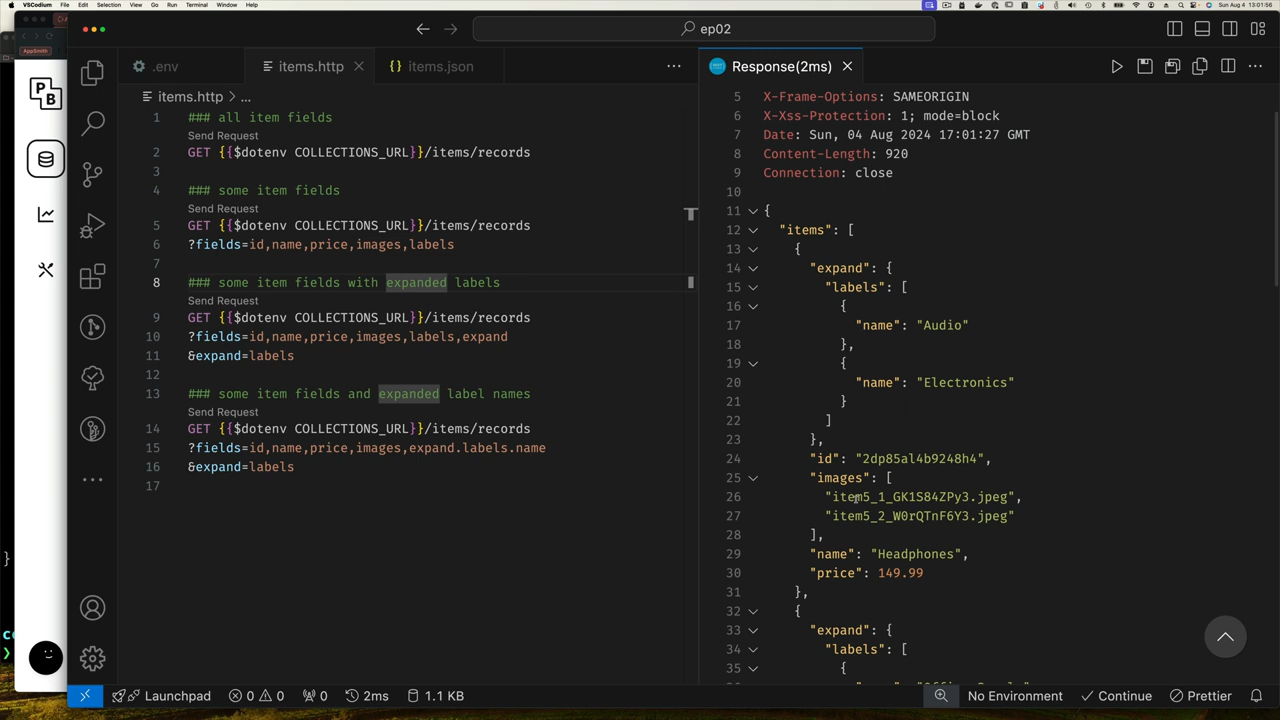 VSCodium File Edit Selection View Go Run Terminal Window Help
Sun Aug 4 13:01:56
ep02
AppSmith
PB
.env
items.http
{} items.json
Response(2ms)
items.http > ...
1 ### all item fields
Send Request
2 GET {{$dotenv COLLECTIONS_URL}}/items/records
3
4 ### some item fields
Send Request
5 GET {{$dotenv COLLECTIONS_URL}}/items/records
6 ?fields=id,name,price,images,labels
7
8 ### some item fields with expanded labels
Send Request
9 GET {{$dotenv COLLECTIONS_URL}}/items/records
10 ?fields=id,name,price,images,labels,expand
11 &expand=labels
12
13 ### some item fields and expanded label names
Send Request
14 GET {{$dotenv COLLECTIONS_URL}}/items/records
15 ?fields=id,name,price,images,expand.labels.name
16 &expand=labels
17
5 X-Frame-Options: SAMEORIGIN
6 X-Xss-Protection: 1; mode=block
7 Date: Sun, 04 Aug 2024 17:01:27 GMT
8 Content-Length: 920
9 Connection: close
10
11 {
12 "items": [
13 {
14 "expand": {
15 "labels": [
16 {
17 "name": "Audio"
18 },
19 {
20 "name": "Electronics"
21 }
22 ]
23 },
24 "id": "2dp85al4b9248h4",
25 "images": [
26 "item5_1_GK1S84ZPy3.jpeg",
27 "item5_2_W0rQTnF6Y3.jpeg"
28 ],
29 "name": "Headphones",
30 "price": 149.99
31 },
32 {
33 "expand": {
34 "labels": [
35 {
}
Launchpad 0 0 0 2ms 1.1 KB
No Environment Continue Prettier